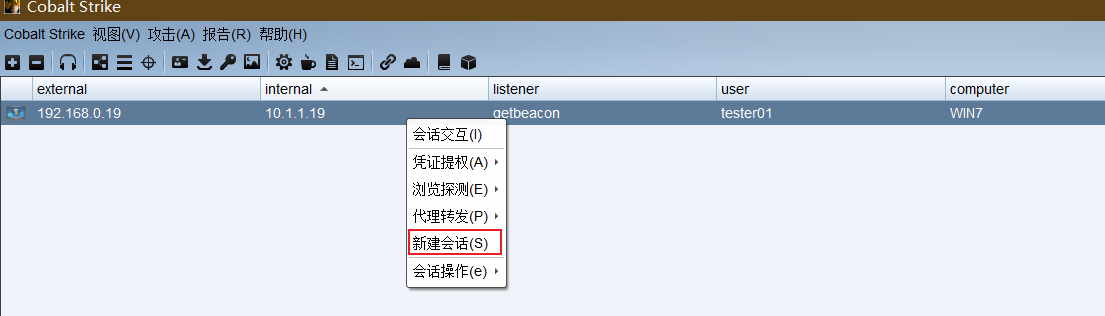 Cobalt Strike
Cobalt Strike 视图(V) 攻击(A) 报告(R) 帮助(H)
external internal listener user computer
192.168.0.19 10.1.1.19 getbeacon tester01 WIN7
会话交互(I)
凭证提权(A)
浏览探测(E)
代理转发(P)
新建会话(S)
会话操作(e)